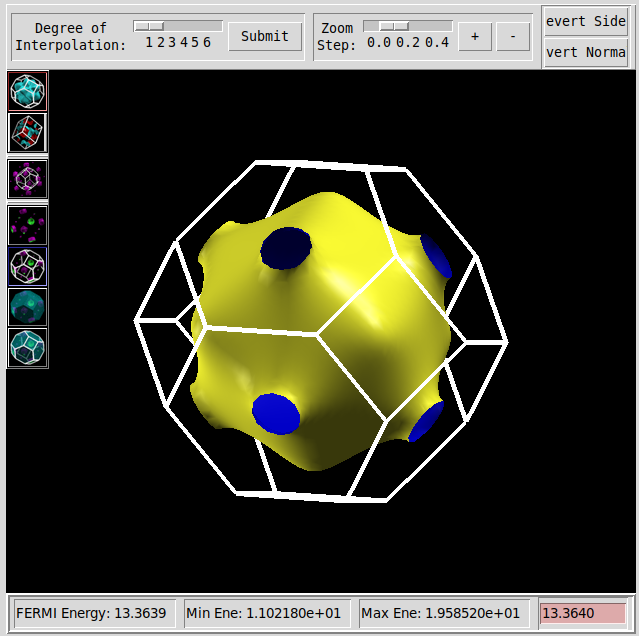 Degree of
Interpolation:
1 2 3 4 5 6
Submit
Zoom
Step:
0.0 0.2 0.4
+
-
evert Side
vert Norma
FERMI Energy: 13.3639
Min Ene: 1.102180e+01
Max Ene: 1.958520e+01
13.3640